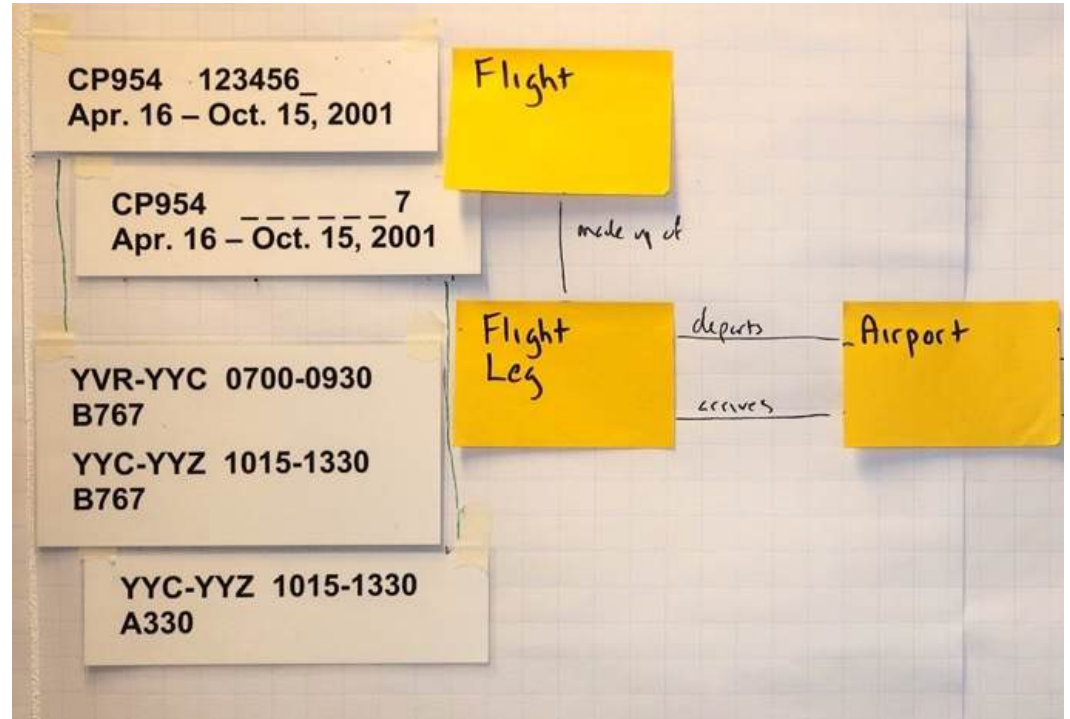 CP954 123456_
Apr. 16 – Oct. 15, 2001
CP954 _ _ _ _ _ _ 7
Apr. 16 – Oct. 15, 2001
YVR-YYC 0700-0930
B767
YYC-YYZ 1015-1330
B767
YYC-YYZ 1015-1330
A330
Flight
made up of
Flight
Leg
departs
arrives
Airport